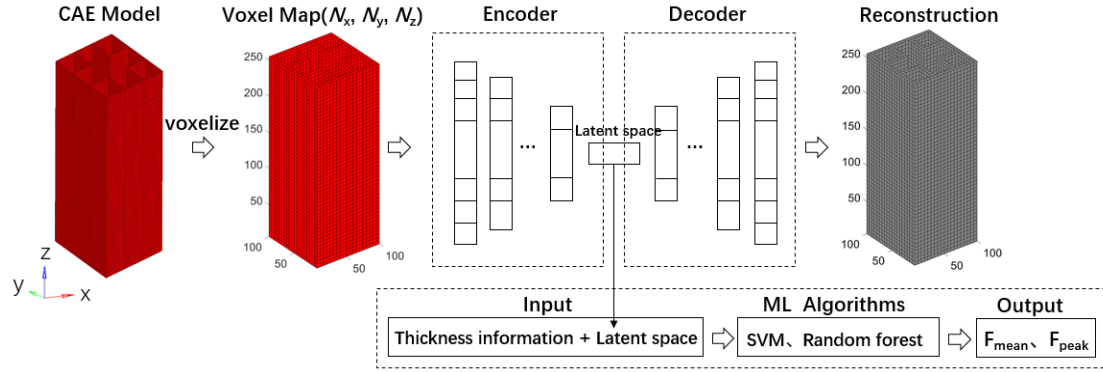 CAE Model
Voxel Map(Nx, Ny, Nz)
Encoder
Decoder
Reconstruction
250
200
150
100
50
100
50
50
100
voxelize
...
Latent space
...
250
200
150
100
50
100
50
50
100
z
y
x
Input
ML Algorithms
Output
Thickness information + Latent space
SVM、Random forest
Fmean、Fpeak